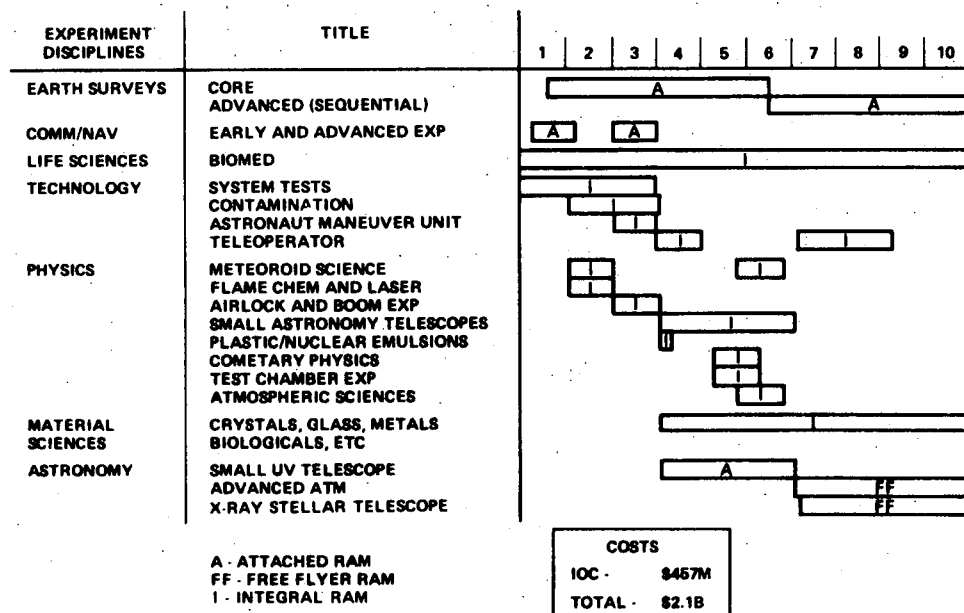 EXPERIMENT DISCIPLINES TITLE 1 2 3 4 5 6 7 8 9 10
EARTH SURVEYS CORE A
ADVANCED (SEQUENTIAL) A
COMM/NAV EARLY AND ADVANCED EXP A A
LIFE SCIENCES BIOMED I
TECHNOLOGY SYSTEM TESTS I
CONTAMINATION I
ASTRONAUT MANEUVER UNIT I
TELEOPERATOR I I
PHYSICS METEOROID SCIENCE I I
FLAME CHEM AND LASER I
AIRLOCK AND BOOM EXP I
SMALL ASTRONOMY TELESCOPES I
PLASTIC/NUCLEAR EMULSIONS I
COMETARY PHYSICS I
TEST CHAMBER EXP I
ATMOSPHERIC SCIENCES I
MATERIAL CRYSTALS, GLASS, METALS I
SCIENCES BIOLOGICALS, ETC
ASTRONOMY SMALL UV TELESCOPE A
ADVANCED ATM FF
X-RAY STELLAR TELESCOPE FF
A - ATTACHED RAM
FF - FREE FLYER RAM
I - INTEGRAL RAM
COSTS
IOC - $457M
TOTAL - $2.1B